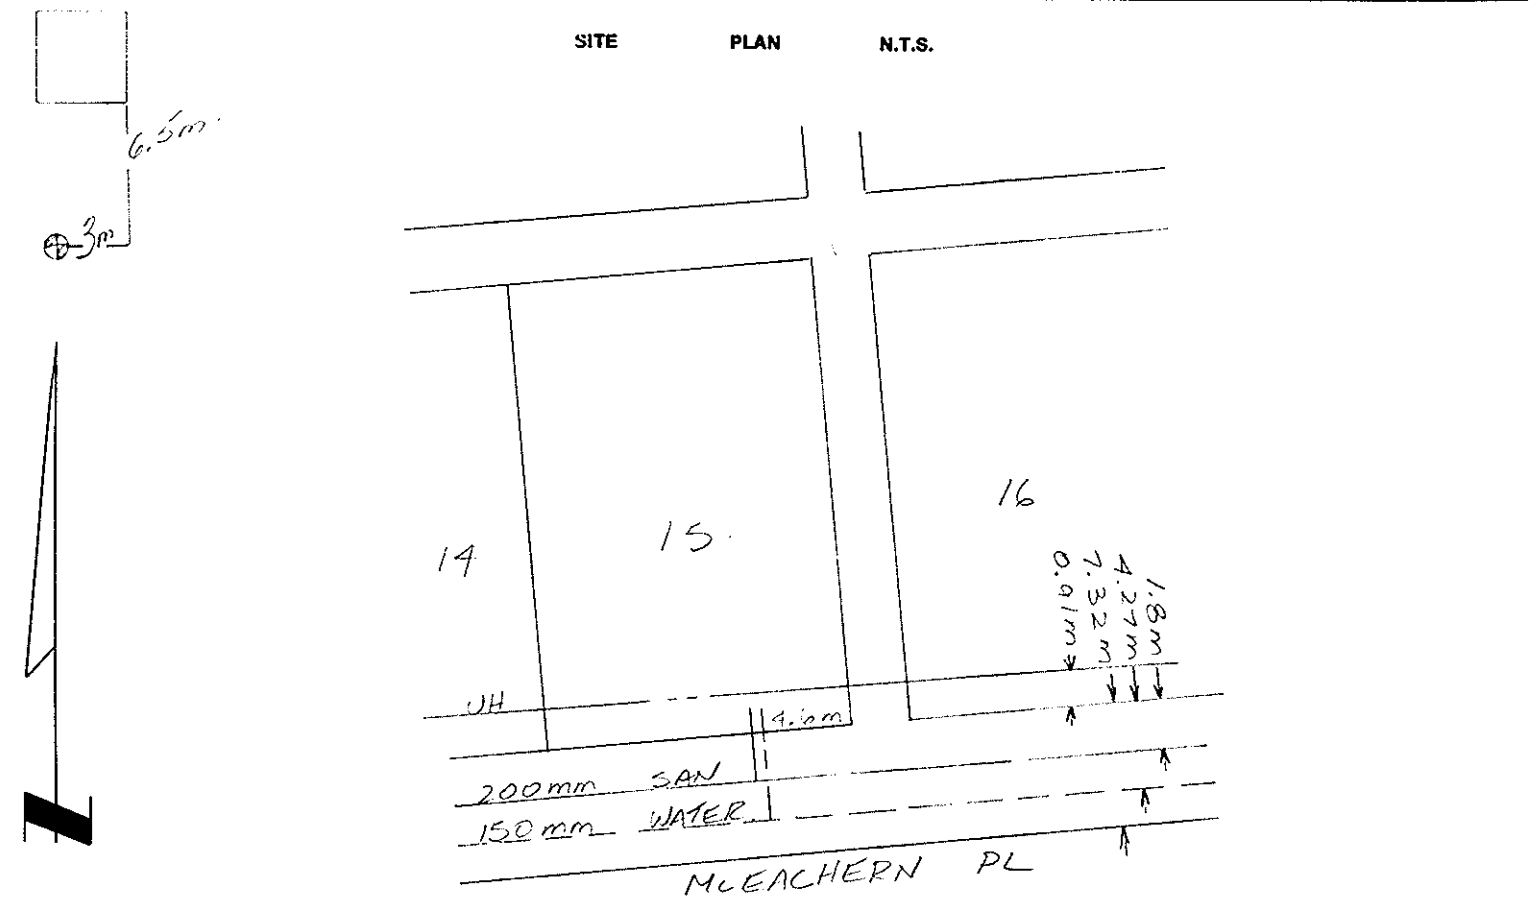 SITE PLAN N.T.S.
6.5m.
3m
16
15
14
1.8m
4.27m
7.32m
0.91m
UH
4.6m
200mm SAN
150mm WATER
McEACHERN PL